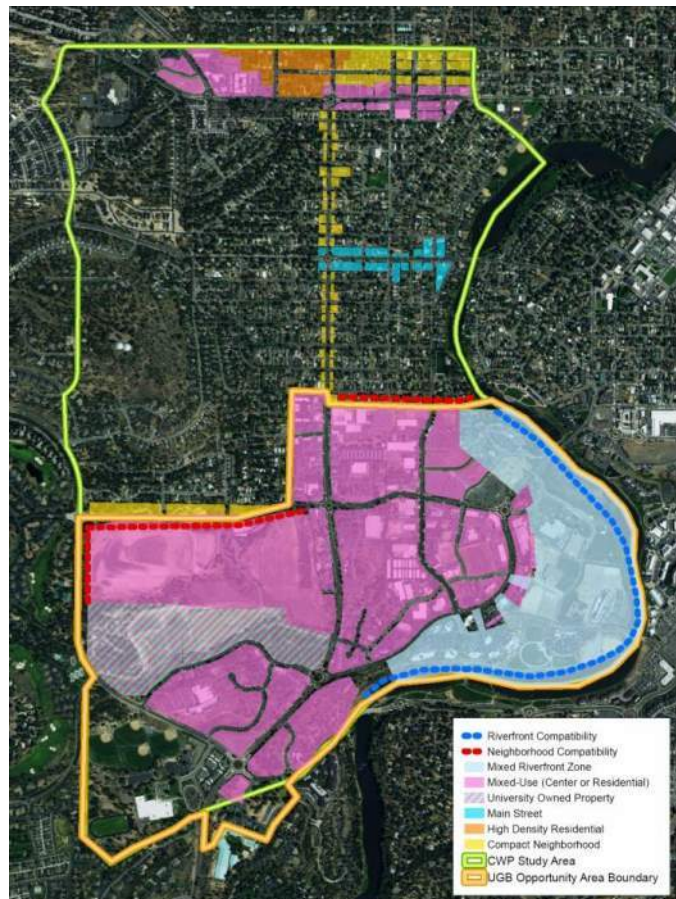 Riverfront Compatibility
Neighborhood Compatibility
Mixed Riverfront Zone
Mixed-Use (Center or Residential)
University Owned Property
Main Street
High Density Residential
Compact Neighborhood
CWP Study Area
UGB Opportunity Area Boundary